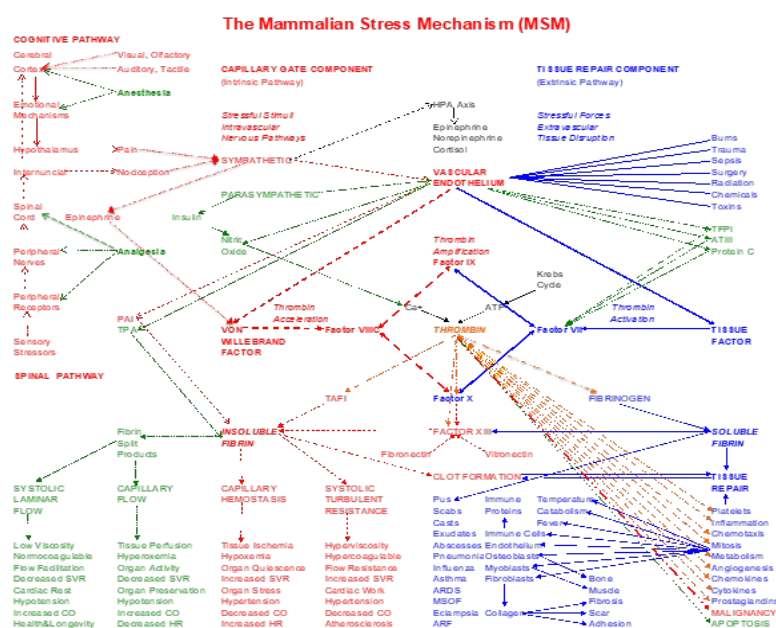 The Mammalian Stress Mechanism (MSM)
COGNITIVE PATHWAY
Cerebral
Cortex
Visual, Olfactory
Auditory, Tactile
Anesthesia
Emotional
Mechanisms
Hypothalamus
Pain
Internuncial
Nociception
Spinal
Cord
Epinephrine
Peripheral
Nerves
Analgesia
Peripheral
Receptors
Sensory
Stressors
SPINAL PATHWAY
CAPILLARY GATE COMPONENT
(Intrinsic Pathway)
Stressful Stimuli
Intravascular
Nervous Pathways
SYMPATHETIC
PARASYMPATHETIC
Insulin
Nitric
Oxide
HPA Axis
Epinephrine
Norepinephrine
Cortisol
VASCULAR
ENDOTHELIUM
TISSUE REPAIR COMPONENT
(Extrinsic Pathway)
Stressful Forces
Extravascular
Tissue Disruption
Burns
Trauma
Sepsis
Surgery
Radiation
Chemicals
Toxins
TFPI
ATIII
Protein C
Thrombin
Amplification
Factor IX
Krebs
Cycle
Ca+
ATP
Thrombin
Acceleration
Thrombin
Activation
PAI
TPA
VON
WILLEBRAND
FACTOR
Factor VIIIC
THROMBIN
Factor VII
TISSUE
FACTOR
TAFI
Factor X
FIBRINOGEN
Fibrin
Split
Products
INSOLUBLE
FIBRIN
FACTOR XIII
SOLUBLE
FIBRIN
Fibronectin
Vitronectin
CLOT FORMATION
TISSUE
REPAIR
SYSTOLIC
LAMINAR
FLOW
CAPILLARY
FLOW
CAPILLARY
HEMOSTASIS
SYSTOLIC
TURBULENT
RESISTANCE
Low Viscosity
Normocoagulable
Flow Facilitation
Decreased SVR
Cardiac Rest
Hypotension
Increased CO
Health&Longevity
Tissue Perfusion
Hyperoxemia
Organ Activity
Decreased SVR
Organ Preservation
Hypotension
Increased CO
Decreased HR
Tissue Ischemia
Hypoxemia
Organ Quiescence
Increased SVR
Organ Stress
Hypertension
Decreased CO
Increased HR
Hyperviscosity
Hypercoagulable
Flow Resistance
Increased SVR
Cardiac Work
Hypertension
Decreased CO
Atherosclerosis
Pus
Scabs
Casts
Exudates
Abscesses
Pneumonia
Influenza
Asthma
ARDS
MSOF
Eclampsia
ARF
Immune
Proteins
Immune Cells
Endothelium
Osteoblasts
Myoblasts
Fibroblasts
Collagen
Temperature
Catabolism
Fever
Bone
Muscle
Fibrosis
Scar
Adhesion
Platelets
Inflammation
Chemotaxis
Mitosis
Metabolism
Angiogenesis
Chemokines
Cytokines
Prostaglandins
MALIGNANCY
APOPTOSIS